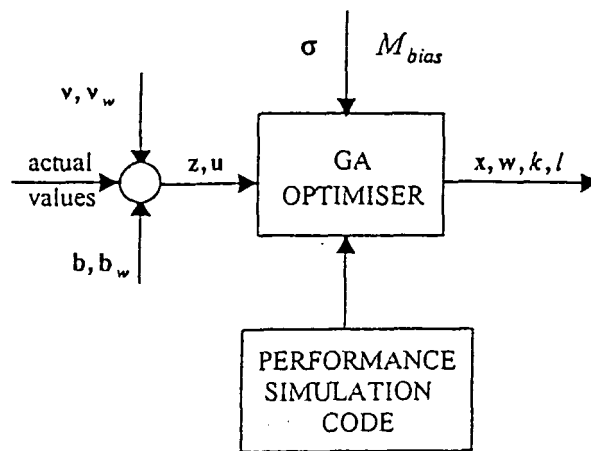 σ M_bias
v, v_w
actual
values
z, u
GA
OPTIMISER
x, w, k, l
b, b_w
PERFORMANCE
SIMULATION
CODE